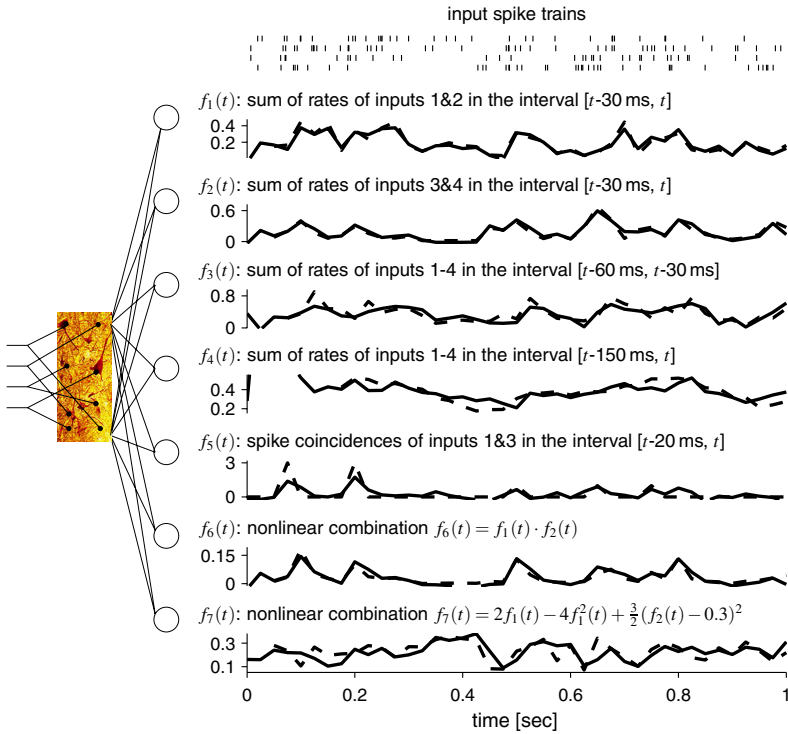 input spike trains
f₁(t): sum of rates of inputs 1&2 in the interval [t-30 ms, t]
0.4
0.2
f₂(t): sum of rates of inputs 3&4 in the interval [t-30 ms, t]
0.6
0
f₃(t): sum of rates of inputs 1-4 in the interval [t-60 ms, t-30 ms]
0.8
0
f₄(t): sum of rates of inputs 1-4 in the interval [t-150 ms, t]
0.4
0.2
f₅(t): spike coincidences of inputs 1&3 in the interval [t-20 ms, t]
3
0
f₆(t): nonlinear combination f₆(t) = f₁(t) · f₂(t)
0.15
0
f₇(t): nonlinear combination f₇(t) = 2f₁(t) − 4f₁²(t) + 3/2 (f₂(t) − 0.3)²
0.3
0.1
0 0.2 0.4 0.6 0.8 1
time [sec]